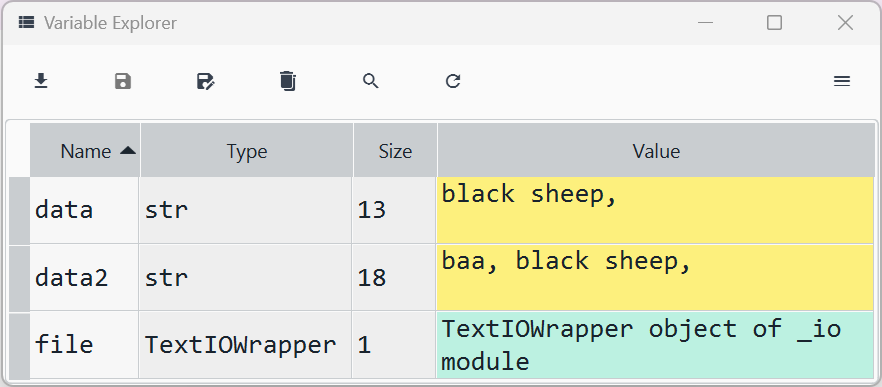 Variable Explorer
Name Type Size Value
data str 13 black sheep,
data2 str 18 baa, black sheep,
file TextIOWrapper 1 TextIOWrapper object of _io
module